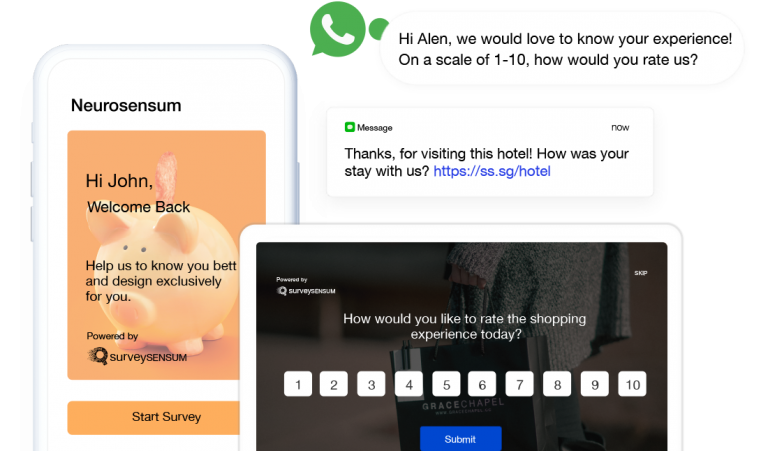 Hi Alen, we would love to know your experience!
On a scale of 1-10, how would you rate us?
Message
now
Thanks, for visiting this hotel! How was your
stay with us? https://ss.sg/hotel
Neurosensum
Hi John,
Welcome Back
Help us to know you bett
and design exclusively
for you.
Powered by
surveySENSUM
Start Survey
Powered by
surveySENSUM
SKIP
How would you like to rate the shopping
experience today?
1 2 3 4 5 6 7 8 9 10
GRACECHAPEL
Submit